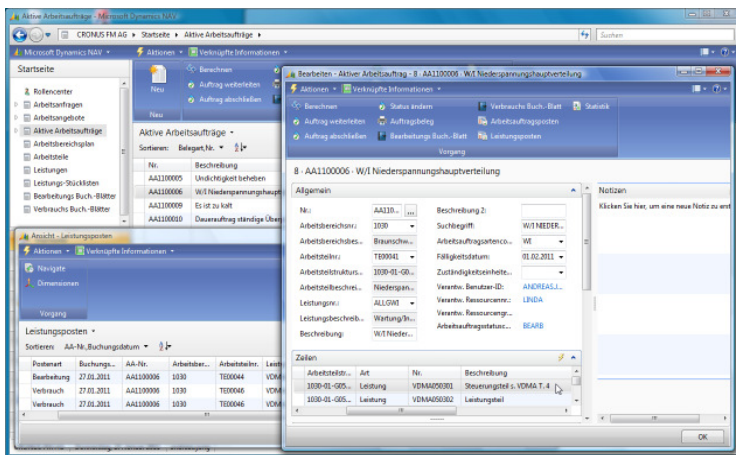 Aktive Arbeitsaufträge - Microsoft Dynamics NAV
CRONUS FM AG ▸ Startseite ▸ Aktive Arbeitsaufträge ▸
Suchen
Microsoft Dynamics NAV
Aktionen
Verknüpfte Informationen
Startseite
Rollencenter
Arbeitsanfragen
Arbeitsangebote
Aktive Arbeitsaufträge
Arbeitsbereichsplan
Arbeitsteile
Leistungen
Leistungs-Stücklisten
Bearbeitungs Buch.-Blätter
Verbrauchs Buch.-Blätter
Neu
Berechnen
Auftrag weiterleiten
Auftrag abschließen
Neu
Aktive Arbeitsaufträge
Sortieren: Belegart,Nr.
Nr. Beschreibung
AA1100005 Undichtigkeit beheben
AA1100006 W/I Niederspannungshaupt
AA1100009 Es ist zu kalt
AA1100010 Dauerauftrag ständige Über
Ansicht - Leistungsposten
Aktionen Verknüpfte Informationen
Navigate
Dimensionen
Vorgang
Leistungsposten
Sortieren: AA-Nr.,Buchungsdatum
Postenart Buchungs... AA-Nr. Arbeitsber... Arbeitsteilnr. Leist
Bearbeitung 27.01.2011 AA1100006 1030 TE00044 VDM
Verbrauch 27.01.2011 AA1100006 1030 TE00046 VDM
Verbrauch 27.01.2011 AA1100006 1030 TE00046 VDM
Bearbeiten - Aktiver Arbeitsauftrag - 8 · AA1100006 · W/I Niederspannungshauptverteilung
Aktionen Verknüpfte Informationen
Berechnen Status ändern Verbrauchs Buch.-Blatt Statistik
Auftrag weiterleiten Auftragsbeleg Arbeitsauftragsposten
Auftrag abschließen Bearbeitungs Buch.-Blatt Leistungsposten
Vorgang
8 · AA1100006 · W/I Niederspannungshauptverteilung
Allgemein
Nr.: AA110... Beschreibung 2:
Arbeitsbereichsnr.: 1030 Suchbegriff: W/I NIEDER...
Arbeitsbereichsbes... Braunschw... Arbeitsauftragsartenco... WI
Arbeitsteilnr.: TE00041 Fälligkeitsdatum: 01.02.2011
Arbeitsteilstrukturs... 1030-01-G0... Zuständigkeitseinheite...
Arbeitsteilbeschrei... Niederspan... Verantw. Benutzer-ID: ANDREAS.I...
Leistungsnr.: ALLGWI Verantw. Ressourcennr.: LINDA
Leistungsbeschreib... Wartung/In... Verantw. Ressourcengr...
Beschreibung: W/I Nieder... Arbeitsauftragsstatusc... BEARB
Zeilen
Arbeitsteilstr... Art Nr. Beschreibung
1030-01-G05... Leistung VDMA050301 Steuerungsteil s. VDMA T. 4
1030-01-G05... Leistung VDMA050302 Leistungsteil
Notizen
Klicken Sie hier, um eine neue Notiz zu erst
OK